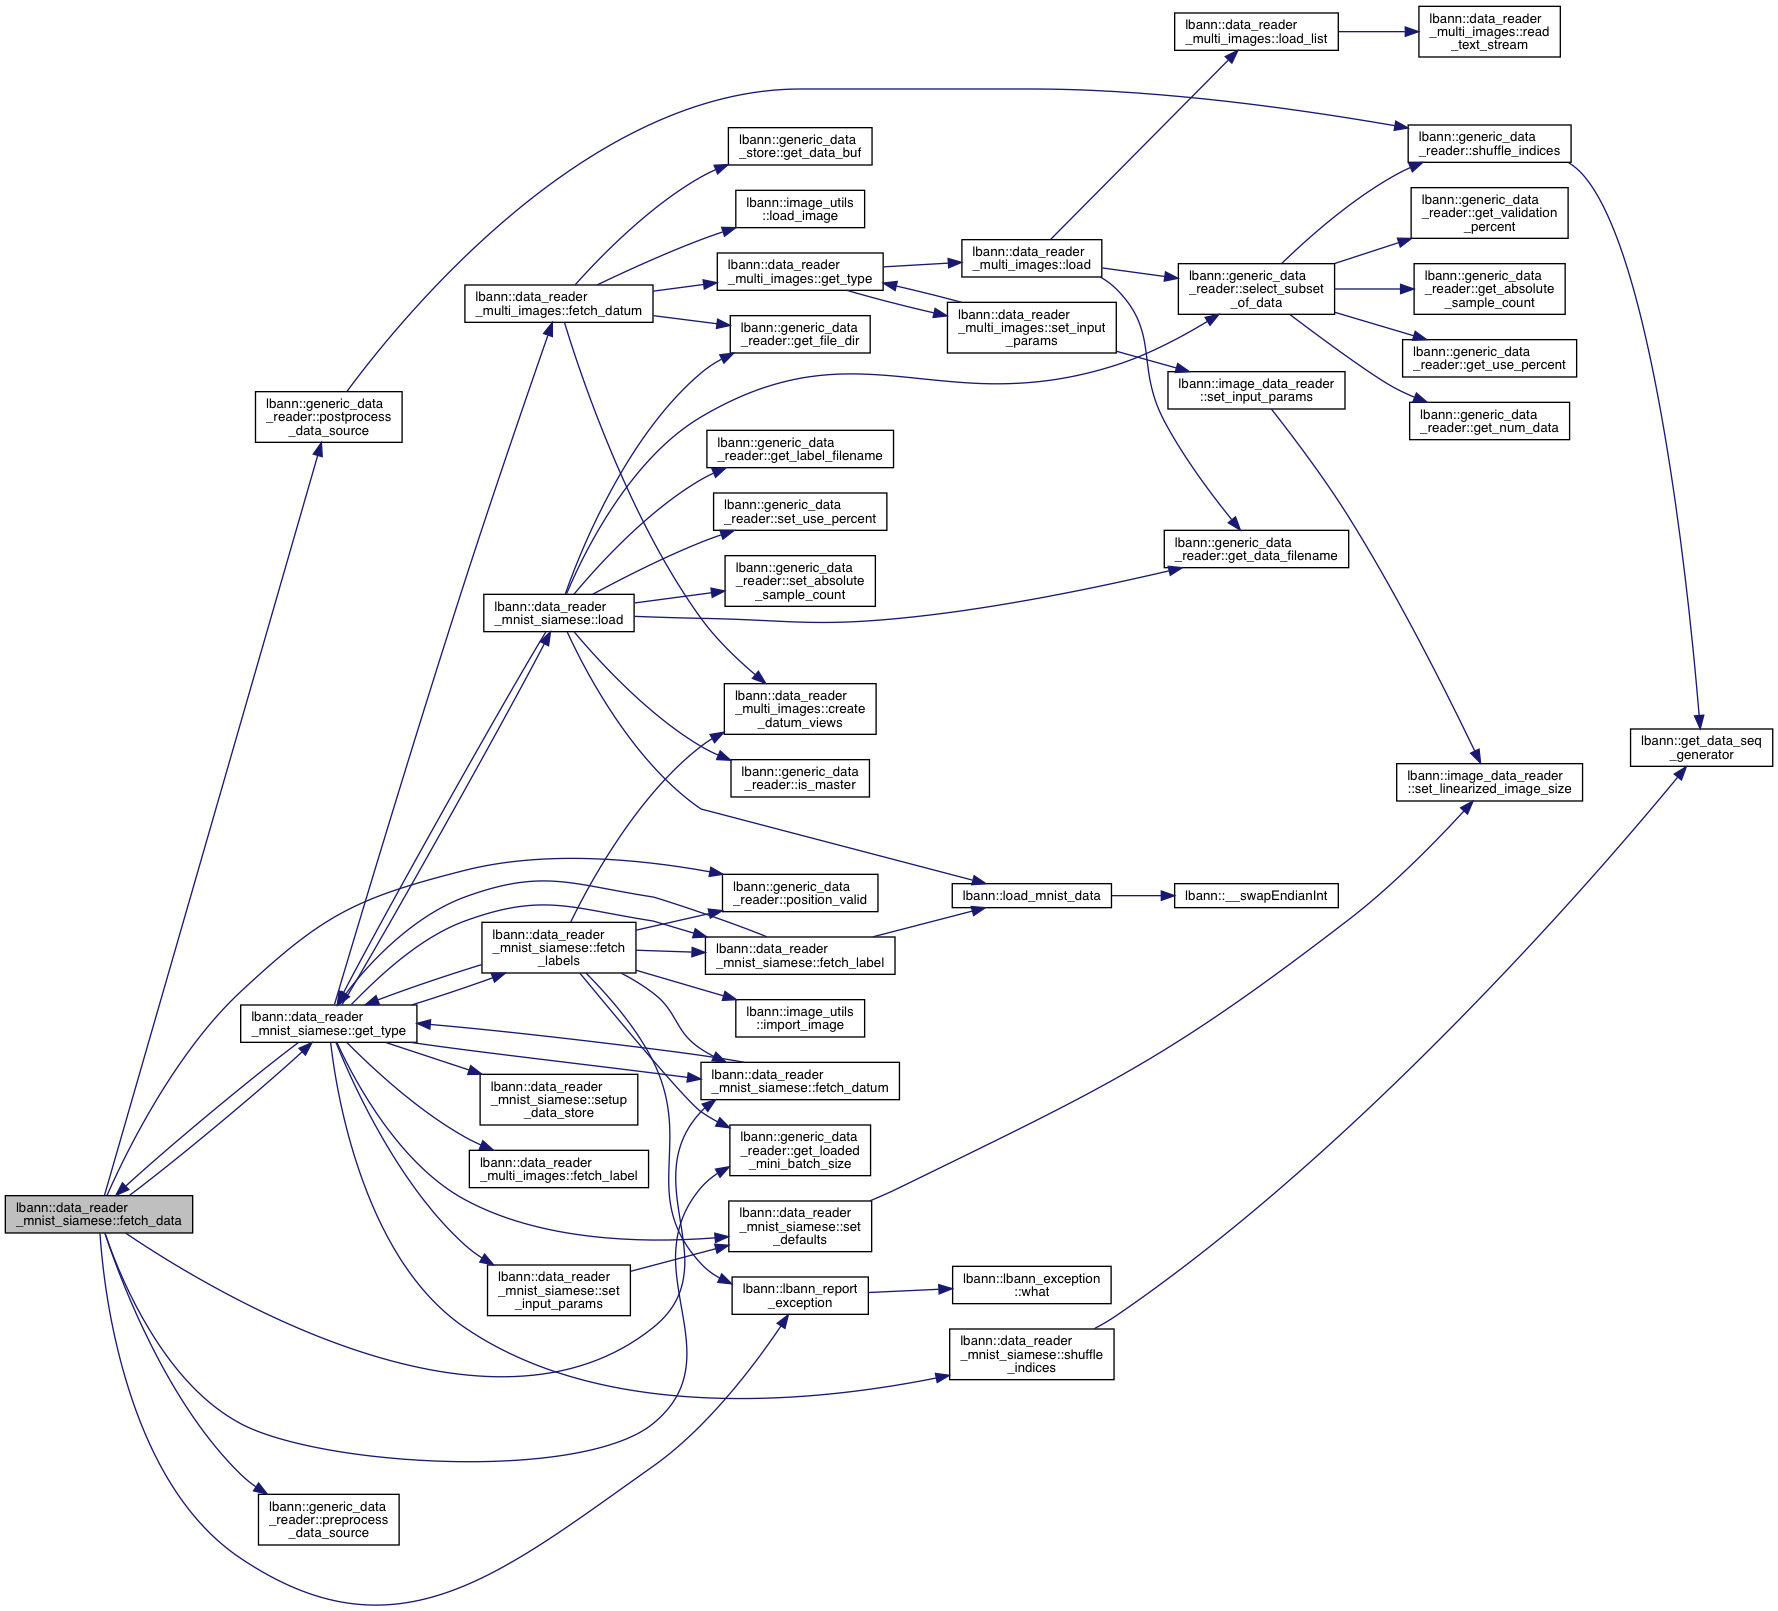 lbann::data_reader
_mnist_siamese::fetch_data
lbann::generic_data
_reader::postprocess
_data_source
lbann::data_reader
_mnist_siamese::get_type
lbann::generic_data
_reader::preprocess
_data_source
lbann::data_reader
_multi_images::fetch_datum
lbann::data_reader
_mnist_siamese::load
lbann::data_reader
_mnist_siamese::fetch
_labels
lbann::data_reader
_mnist_siamese::setup
_data_store
lbann::data_reader
_multi_images::fetch_label
lbann::data_reader
_mnist_siamese::set
_input_params
lbann::generic_data
_store::get_data_buf
lbann::image_utils
::load_image
lbann::data_reader
_multi_images::get_type
lbann::generic_data
_reader::get_file_dir
lbann::generic_data
_reader::get_label_filename
lbann::generic_data
_reader::set_use_percent
lbann::generic_data
_reader::set_absolute
_sample_count
lbann::data_reader
_multi_images::create
_datum_views
lbann::generic_data
_reader::is_master
lbann::generic_data
_reader::position_valid
lbann::data_reader
_mnist_siamese::fetch_label
lbann::image_utils
::import_image
lbann::data_reader
_mnist_siamese::fetch_datum
lbann::generic_data
_reader::get_loaded
_mini_batch_size
lbann::data_reader
_mnist_siamese::set
_defaults
lbann::lbann_report
_exception
lbann::data_reader
_multi_images::load
lbann::data_reader
_multi_images::set_input
_params
lbann::load_mnist_data
lbann::lbann_exception
::what
lbann::data_reader
_mnist_siamese::shuffle
_indices
lbann::data_reader
_multi_images::load_list
lbann::generic_data
_reader::select_subset
_of_data
lbann::image_data_reader
::set_input_params
lbann::generic_data
_reader::get_data_filename
lbann::__swapEndianInt
lbann::data_reader
_multi_images::read
_text_stream
lbann::generic_data
_reader::shuffle_indices
lbann::generic_data
_reader::get_validation
_percent
lbann::generic_data
_reader::get_absolute
_sample_count
lbann::generic_data
_reader::get_use_percent
lbann::generic_data
_reader::get_num_data
lbann::image_data_reader
::set_linearized_image_size
lbann::get_data_seq
_generator